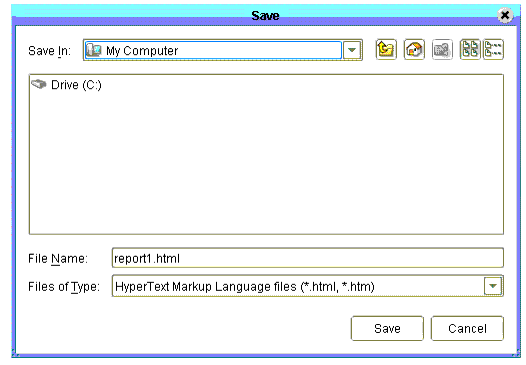 Save
Save In: My Computer
Drive (C:)
File Name: report1.html
Files of Type: HyperText Markup Language files (*.html, *.htm)
Save Cancel